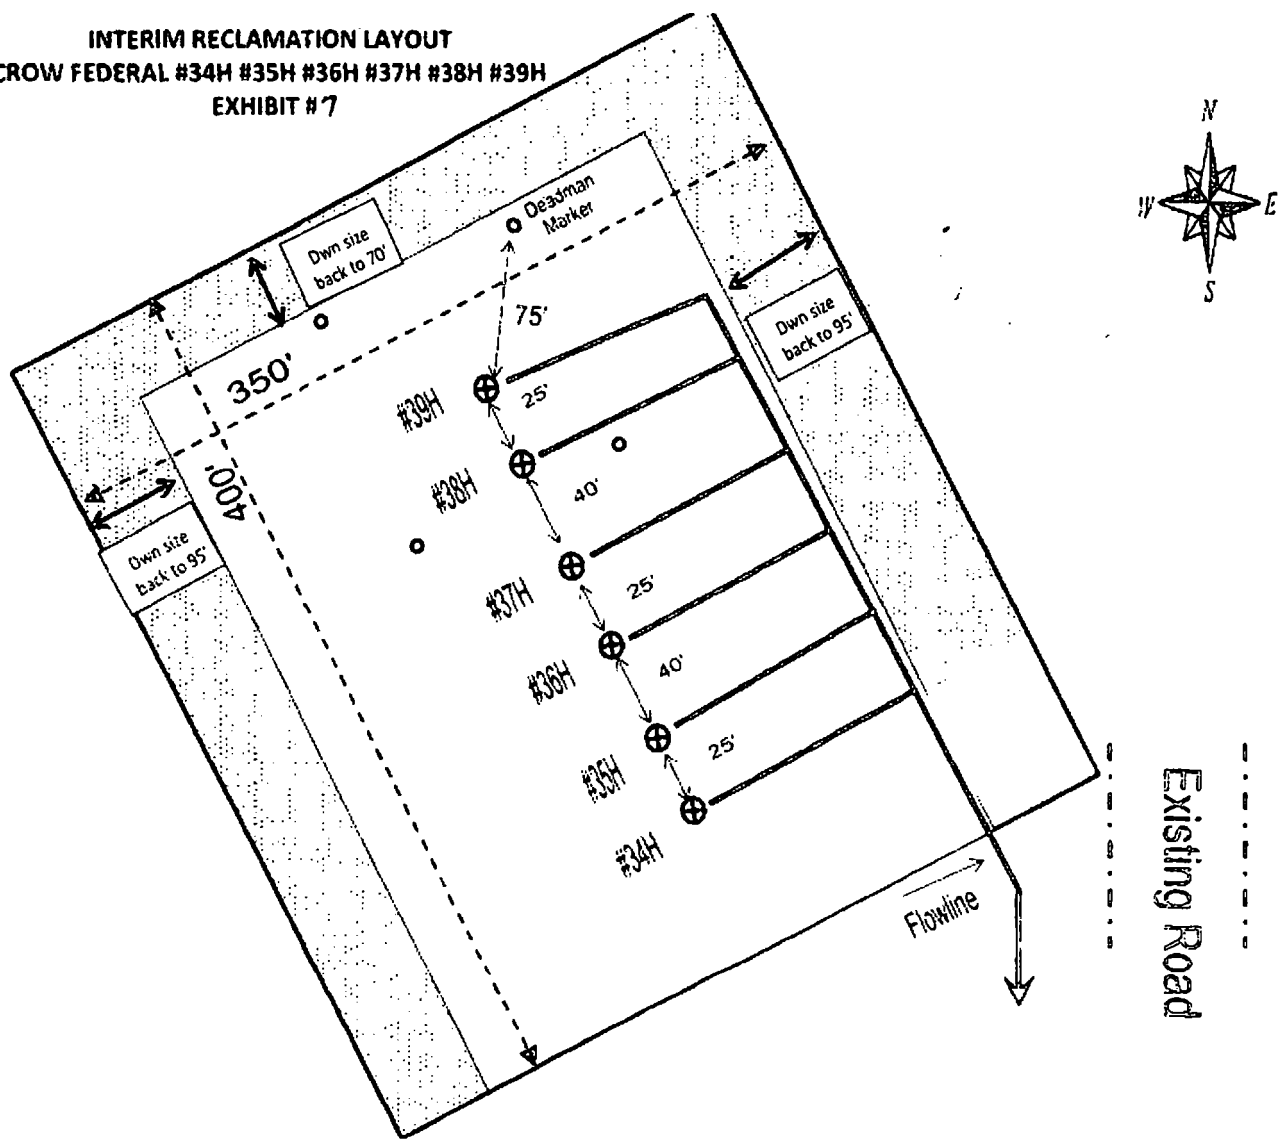 INTERIM RECLAMATION LAYOUT
CROW FEDERAL #34H #35H #36H #37H #38H #39H
EXHIBIT #7
N
W
E
S
Deadman
Marker
Dwn size
back to 70'
75'
Dwn size
back to 95'
350'
#39H
25'
400'
#38H
40'
Dwn size
back to 95'
#37H
25'
#36H
40'
#35H
25'
#34H
Flowline
Existing Road